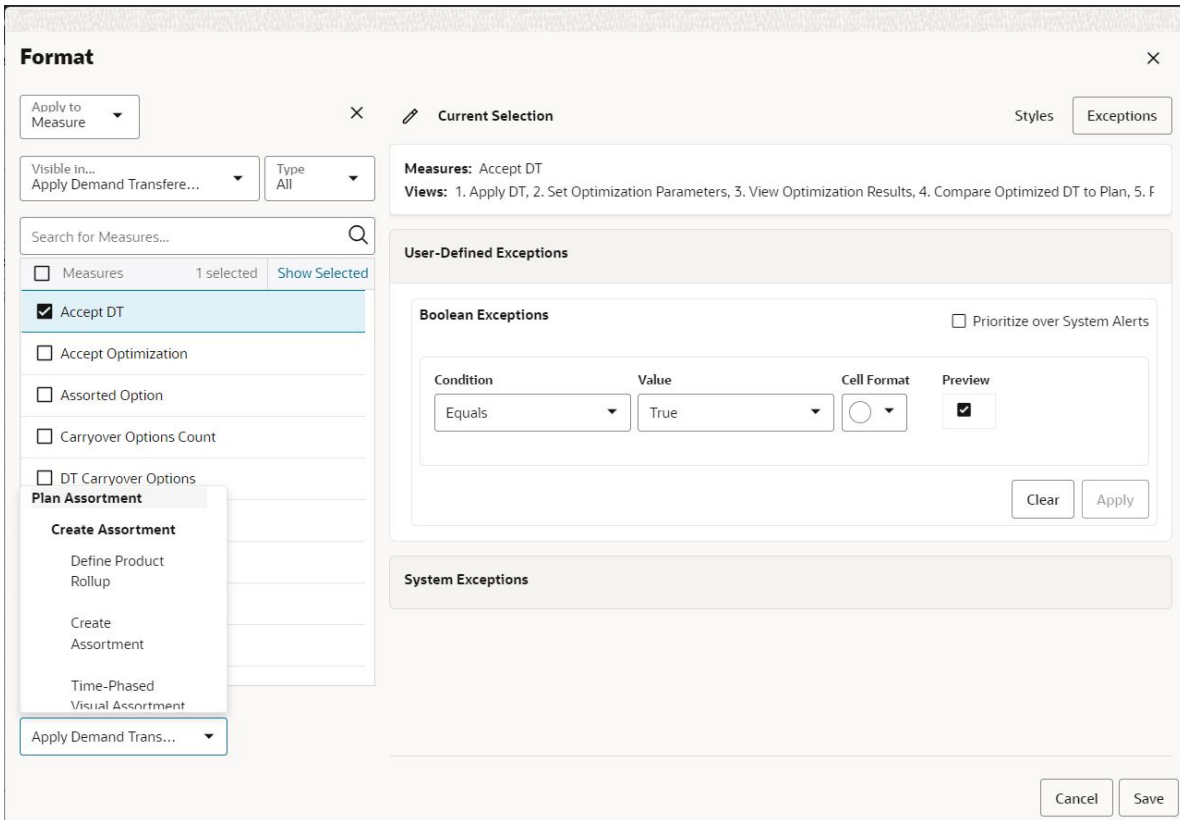 Format
Apply to
Measure
Visible in...
Apply Demand Transfere...
Type
All
Search for Measures...
Measures 1 selected Show Selected
Accept DT
Accept Optimization
Assorted Option
Carryover Options Count
DT Carryover Options
Plan Assortment
Create Assortment
Define Product
Rollup
Create
Assortment
Time-Phased
Visual Assortment
Apply Demand Trans...
Current Selection
Styles
Exceptions
Measures: Accept DT
Views: 1. Apply DT, 2. Set Optimization Parameters, 3. View Optimization Results, 4. Compare Optimized DT to Plan, 5.
User-Defined Exceptions
Boolean Exceptions
Prioritize over System Alerts
Condition Value Cell Format Preview
Equals True
Clear Apply
System Exceptions
Cancel Save